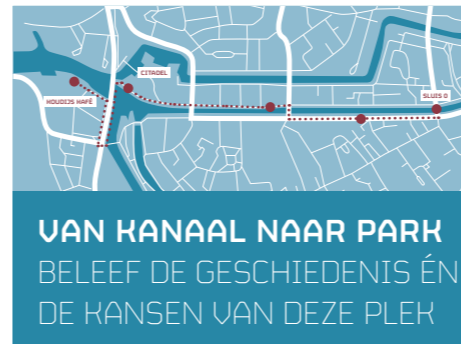 CITADEL
SLUIS 0
HOUDIJS KAFÉ
VAN KANAAL NAAR PARK
BELEEF DE GESCHIEDENIS ÉN
DE KANSEN VAN DEZE PLEK